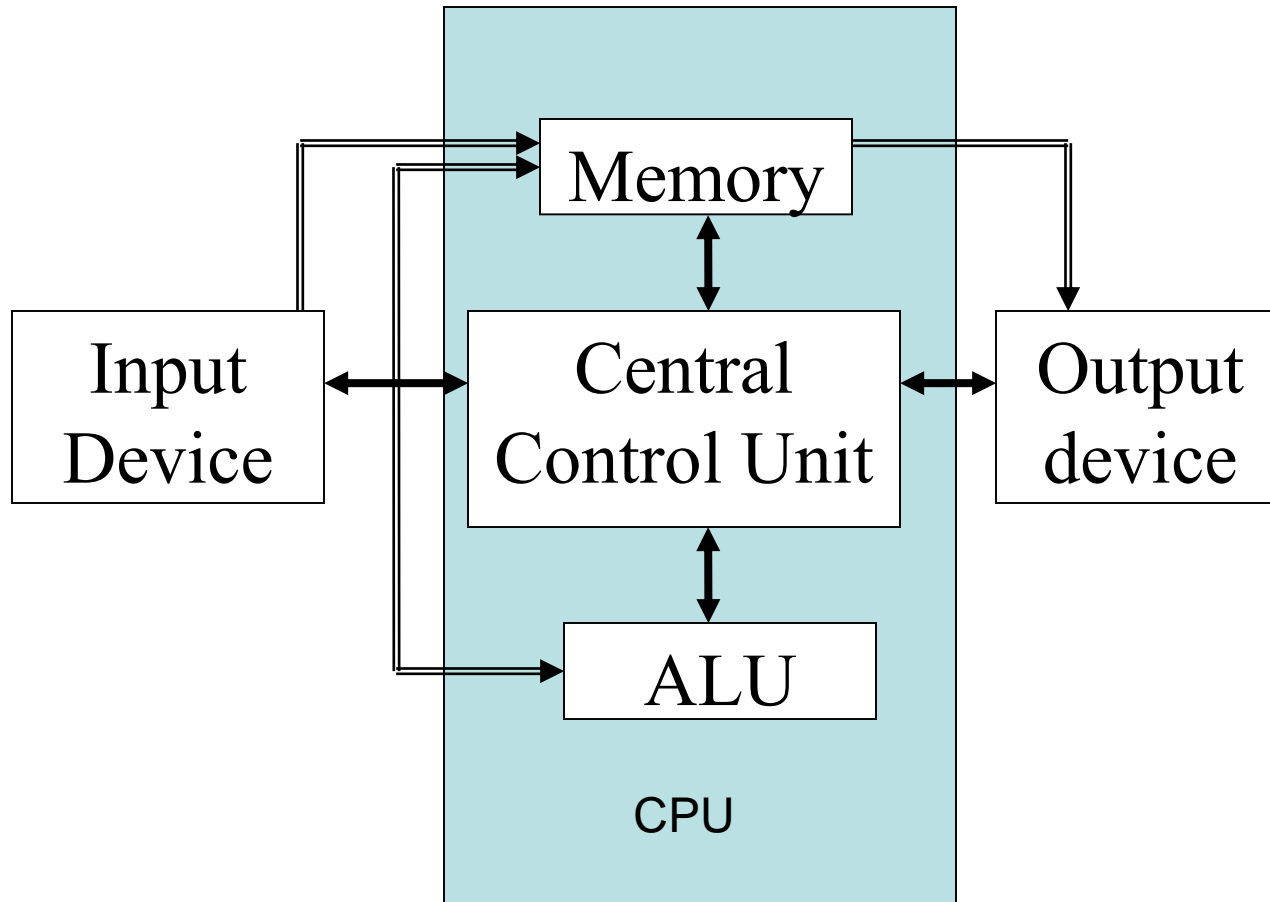 Memory
Input
Device
Central
Control Unit
Output
device
ALU
CPU